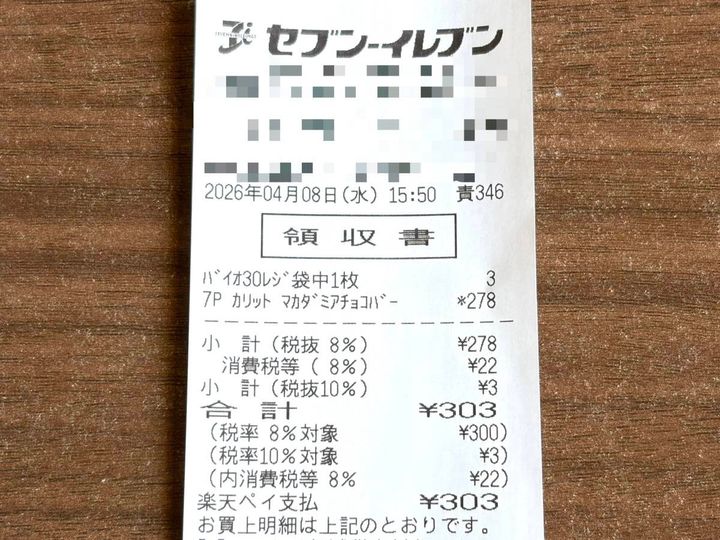 セブン-イレブン
2026年04月08日(水) 15:50 責346
領収書
バイオ30レジ袋中1枚 3
7P カリット マカダミアチョコバー *278
小 計(税抜 8%) ¥278
消費税等( 8%) ¥22
小 計(税抜10%) ¥3
合 計 ¥303
(税率 8%対象 ¥300)
(税率10%対象 ¥3)
(内消費税等 8% ¥22)
楽天ペイ支払 ¥303
お買上明細は上記のとおりです。